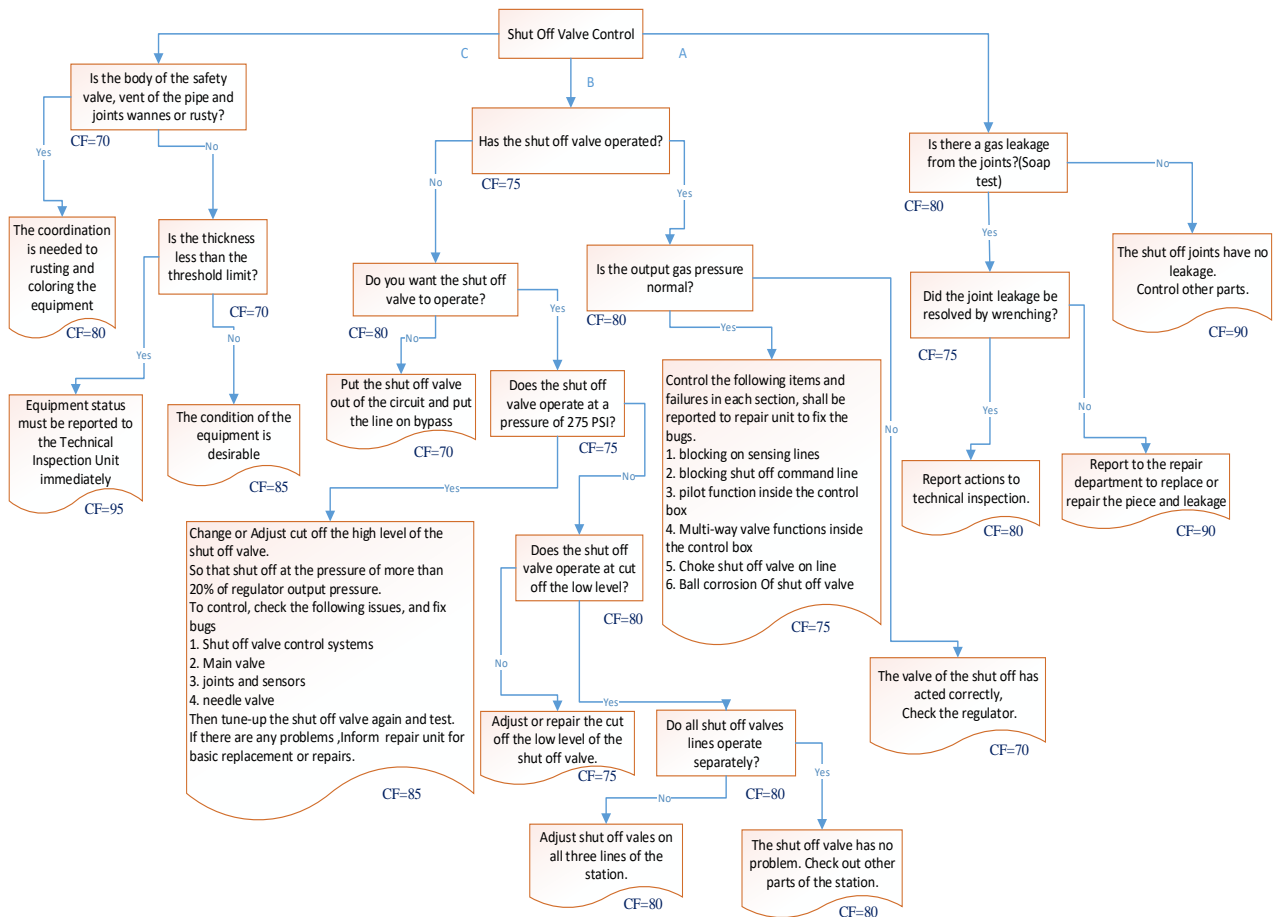 Shut Off Valve Control
C
A
B
Is the body of the safety
valve, vent of the pipe and
joints wannes or rusty?
CF=70
Yes
No
Has the shut off valve operated?
CF=75
No
Yes
Is there a gas leakage
from the joints?(Soap
test)
CF=80
No
Yes
The coordination
is needed to
rusting and
coloring the
equipment
CF=80
Is the thickness
less than the
threshold limit?
CF=70
Yes
No
Do you want the shut off
valve to operate?
CF=80
No
Yes
Is the output gas pressure
normal?
CF=80
Yes
No
The shut off joints have no
leakage.
Control other parts.
CF=90
Did the joint leakage be
resolved by wrenching?
CF=75
Yes
No
Equipment status
must be reported to
the Technical
Inspection Unit
immediately
CF=95
The condition of the
equipment is
desirable
CF=85
Put the shut off valve
out of the circuit and put
the line on bypass
CF=70
Does the shut off
valve operate at a
pressure of 275 PSI?
CF=75
Yes
No
Control the following items and
failures in each section, shall be
reported to repair unit to fix the
bugs.
1. blocking on sensing lines
2. blocking shut off command line
3. pilot function inside the control
box
4. Multi-way valve functions inside
the control box
5. Choke shut off valve on line
6. Ball corrosion Of shut off valve
CF=75
Report actions to
technical inspection.
CF=80
Report to the repair
department to replace or
repair the piece and leakage
CF=90
Change or Adjust cut off the high level of the
shut off valve.
So that shut off at the pressure of more than
20% of regulator output pressure.
To control, check the following issues, and fix
bugs
1. Shut off valve control systems
2. Main valve
3. joints and sensors
4. needle valve
Then tune-up the shut off valve again and test.
If there are any problems ,Inform repair unit for
basic replacement or repairs.
CF=85
Does the shut off
valve operate at cut
off the low level?
CF=80
No
Yes
The valve of the shut off has
acted correctly,
Check the regulator.
CF=70
Adjust or repair the cut
off the low level of the
shut off valve.
CF=75
Do all shut off valves
lines operate
separately?
CF=80
No
Yes
Adjust shut off vales on
all three lines of the
station.
CF=80
The shut off valve has no
problem. Check out other
parts of the station.
CF=80